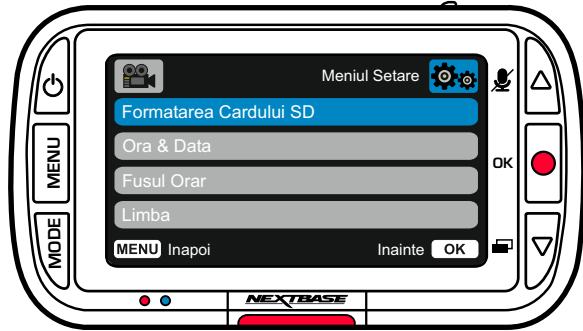 Meniul Setare
Formatarea Cardului SD
Ora & Data
Fusul Orar
Limba
MENU Inapoi
Inainte OK
MENU
MODE
OK
NEXTBASE